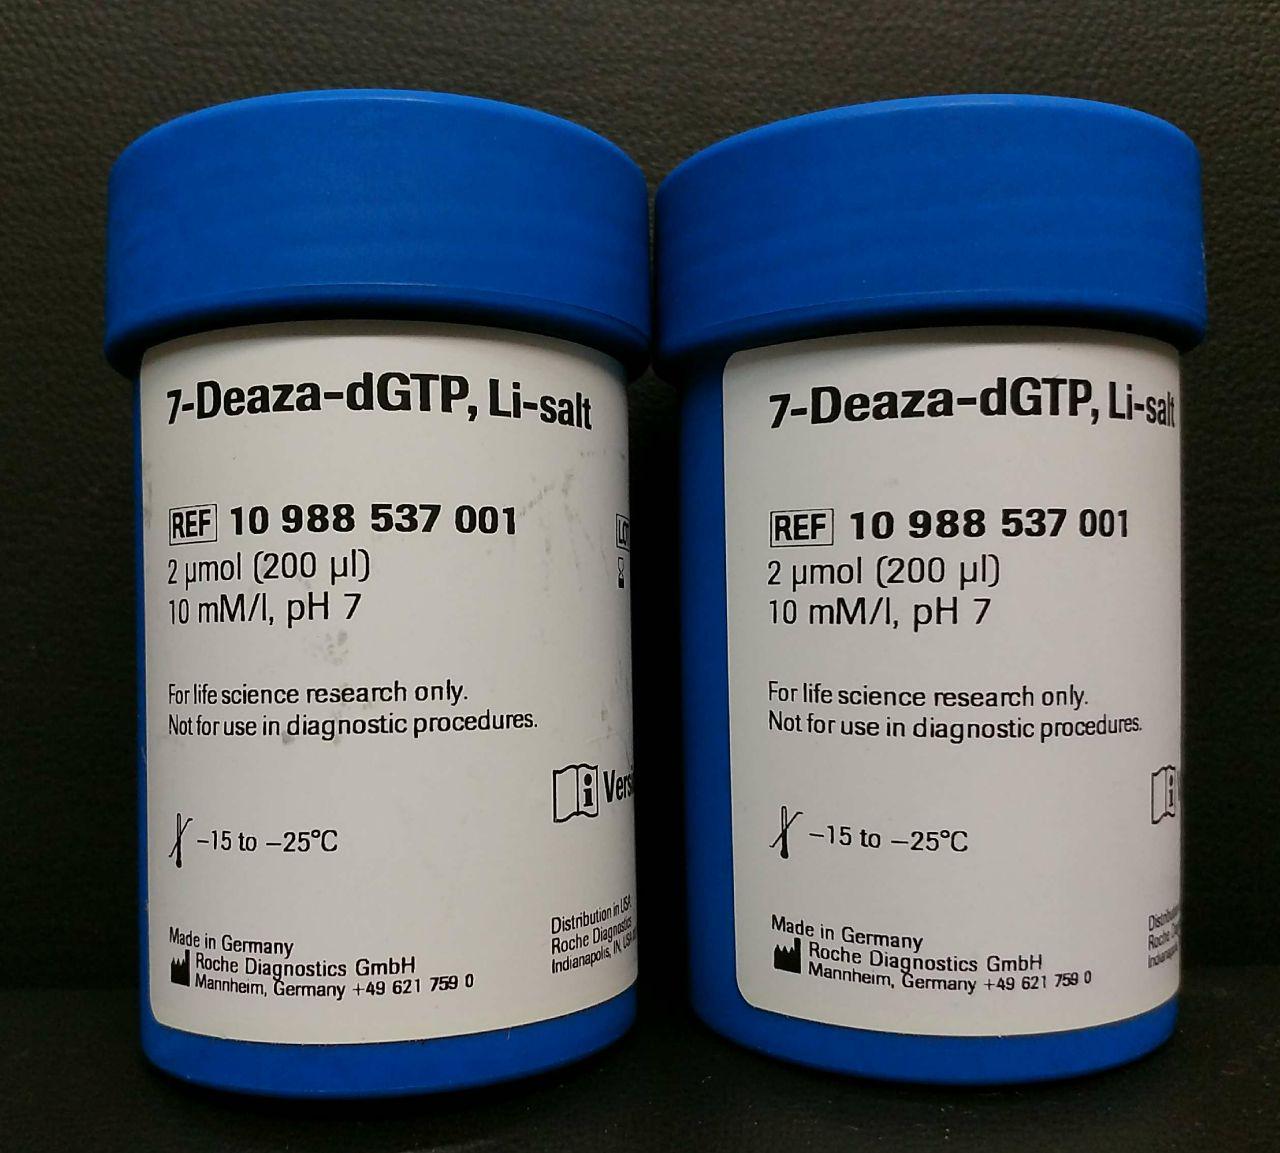 7-Deaza-dGTP, Li-salt
REF 10 988 537 001
LOT
2 µmol (200 µl)
10 mM/l, pH 7
For life science research only.
Not for use in diagnostic procedures.
–15 to –25°C
Made in Germany
Roche Diagnostics GmbH
Mannheim, Germany +49 621 759 0
Distribution in USA
Roche Diagnostics
Indianapolis, IN, USA
7-Deaza-dGTP, Li-salt
REF 10 988 537 001
2 µmol (200 µl)
10 mM/l, pH 7
For life science research only.
Not for use in diagnostic procedures.
–15 to –25°C
Made in Germany
Roche Diagnostics GmbH
Mannheim, Germany +49 621 759 0